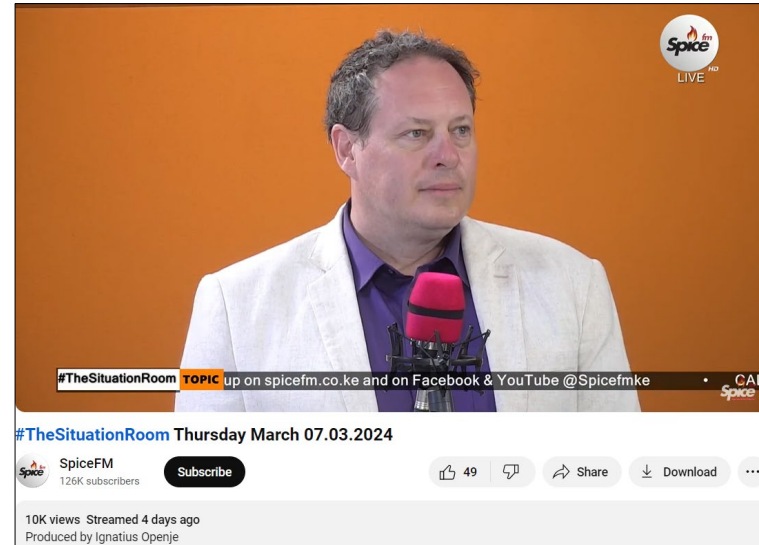 Spice fm
HD
LIVE
#TheSituationRoom TOPIC up on spicefm.co.ke and on Facebook & YouTube @Spicefmke •
Spice
#TheSituationRoom Thursday March 07.03.2024
Spice fm
SpiceFM
126K subscribers
Subscribe
49
Share
Download
10K views Streamed 4 days ago
Produced by Ignatius Openje